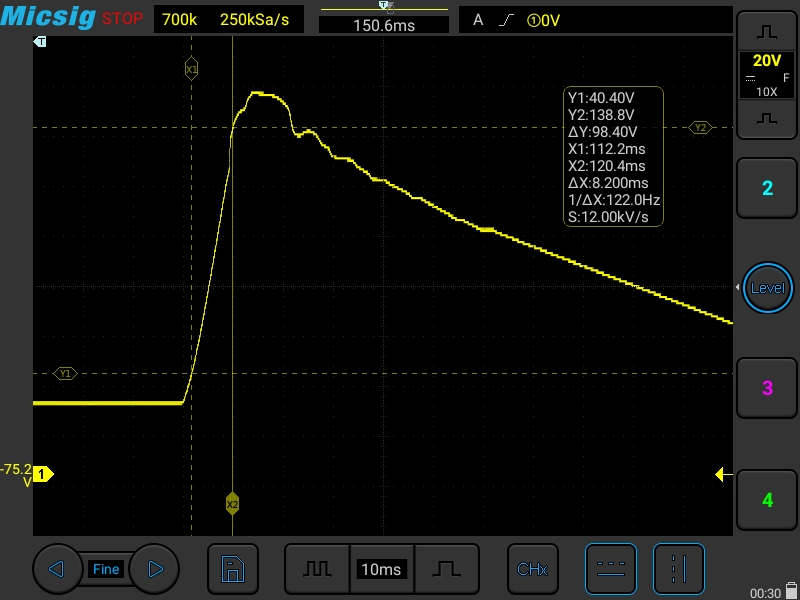 Micsig STOP
700k 250kSa/s
150.6ms
A ①0V
T
T
X1
20V
F
10X
Y1:40.40V
Y2:138.8V
ΔY:98.40V
X1:112.2ms
X2:120.4ms
ΔX:8.200ms
1/ΔX:122.0Hz
S:12.00kV/s
Y2
2
Level
Y1
3
-75.2
V
1
X2
4
Fine
10ms
CHx
00:30